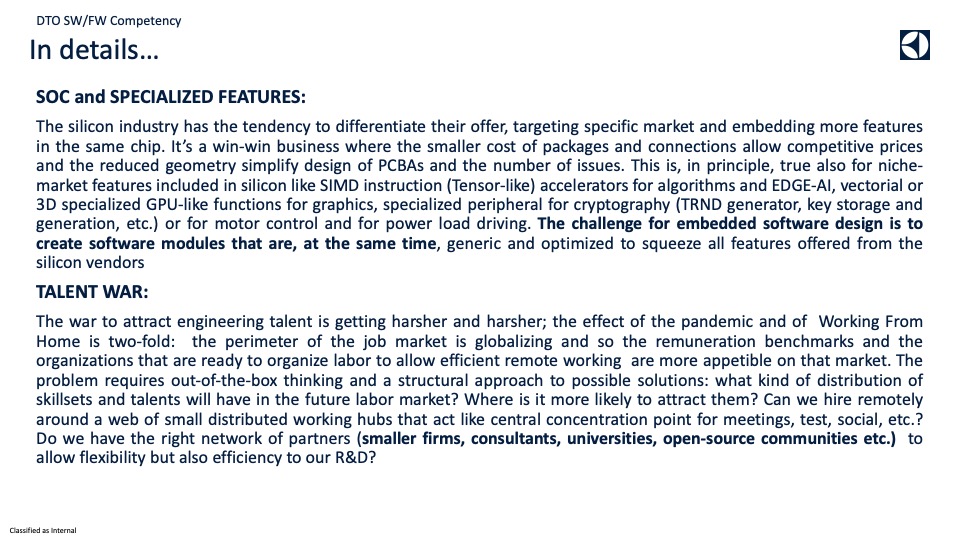 DTO SW/FW Competency
In details...
SOC and SPECIALIZED FEATURES:
The silicon industry has the tendency to differentiate their offer, targeting specific market and embedding more features
in the same chip. It's a win-win business where the smaller cost of packages and connections allow competitive prices
and the reduced geometry simplify design of PCBAs and the number of issues. This is, in principle, true also for niche-
market features included in silicon like SIMD instruction (Tensor-like) accelerators for algorithms and EDGE-AI, vectorial or
3D specialized GPU-like functions for graphics, specialized peripheral for cryptography (TRND generator, key storage and
generation, etc.) or for motor control and for power load driving. The challenge for embedded software design is to
create software modules that are, at the same time, generic and optimized to squeeze all features offered from the
silicon vendors
TALENT WAR:
The war to attract engineering talent is getting harsher and harsher; the effect of the pandemic and of Working From
Home is two-fold: the perimeter of the job market is globalizing and so the remuneration benchmarks and the
organizations that are ready to organize labor to allow efficient remote working are more appetible on that market. The
problem requires out-of-the-box thinking and a structural approach to possible solutions: what kind of distribution of
skillsets and talents will have in the future labor market? Where is it more likely to attract them? Can we hire remotely
around a web of small distributed working hubs that act like central concentration point for meetings, test, social, etc.?
Do we have the right network of partners (smaller firms, consultants, universities, open-source communities etc.) to
allow flexibility but also efficiency to our R&D?
Classified as Internal